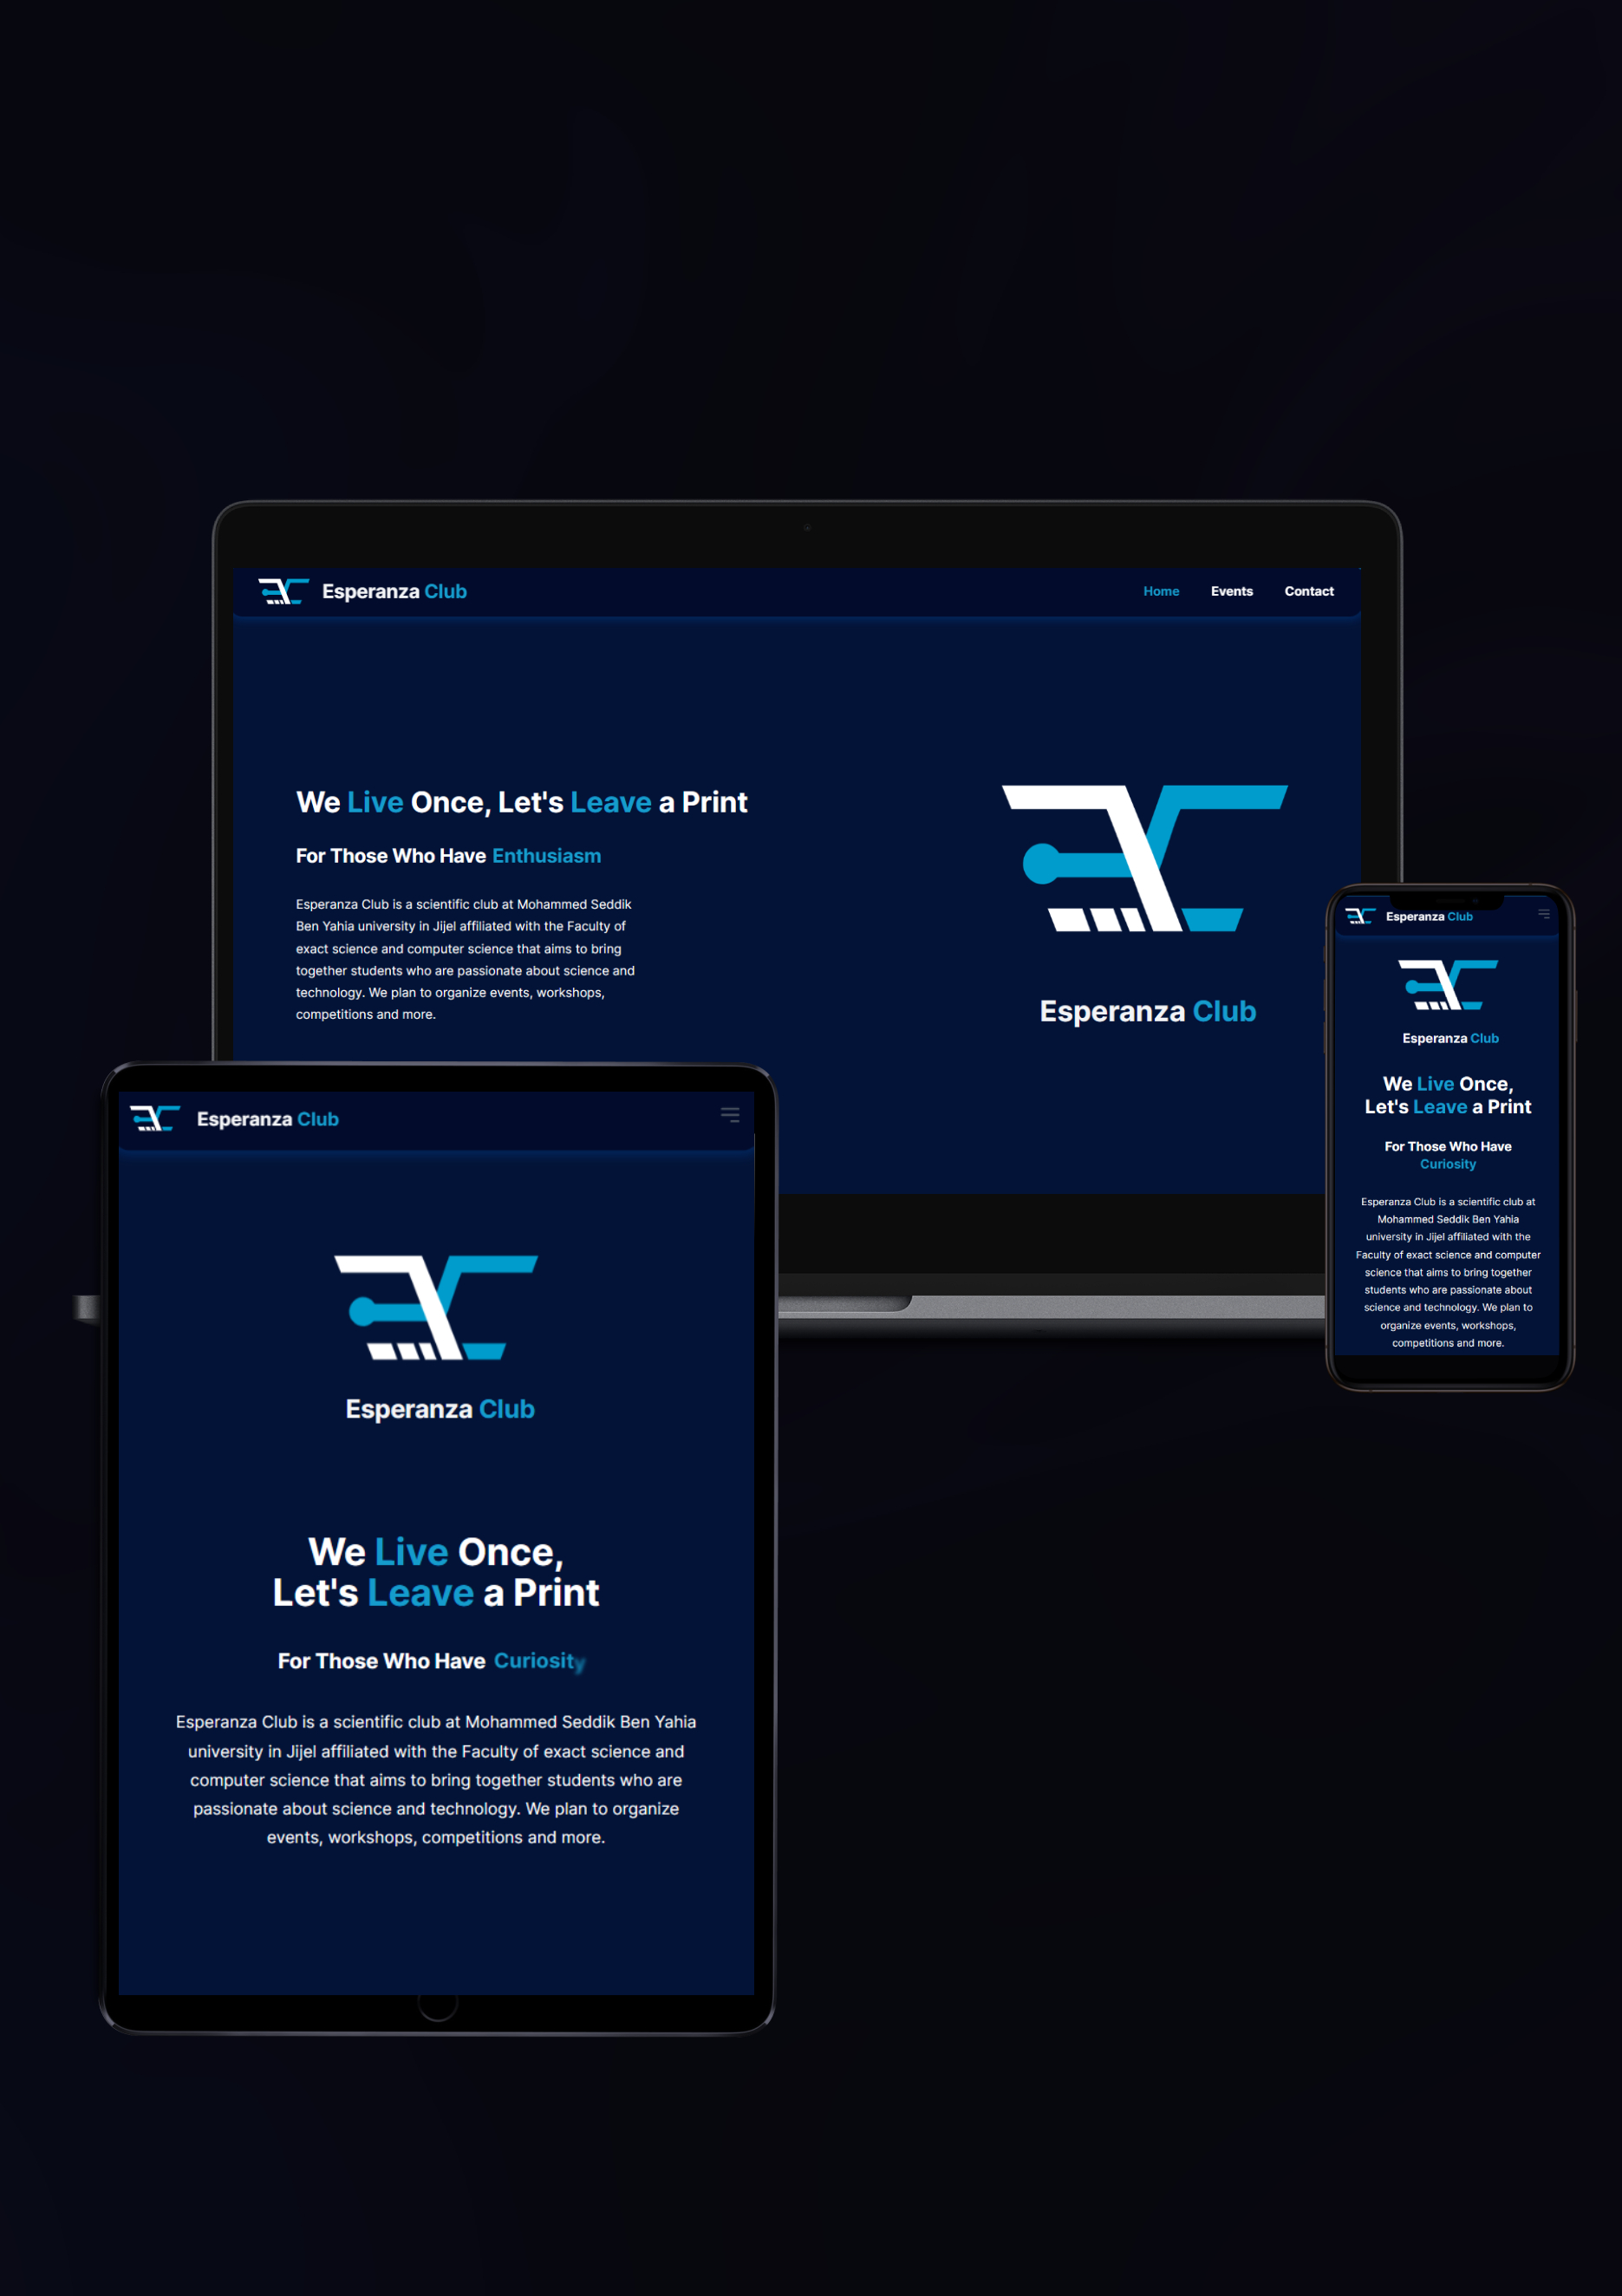 Esperanza Club
Home Events Contact
We Live Once, Let's Leave a Print
For Those Who Have Enthusiasm
Esperanza Club is a scientific club at Mohammed Seddik
Ben Yahia university in Jijel affiliated with the Faculty of
exact science and computer science that aims to bring
together students who are passionate about science and
technology. We plan to organize events, workshops,
competitions and more.
Esperanza Club
Esperanza Club
Esperanza Club
We Live Once,
Let's Leave a Print
For Those Who Have
Curiosity
Esperanza Club is a scientific club at
Mohammed Seddik Ben Yahia
university in Jijel affiliated with the
Faculty of exact science and computer
science that aims to bring together
students who are passionate about
science and technology. We plan to
organize events, workshops,
competitions and more.
Esperanza Club
Esperanza Club
We Live Once,
Let's Leave a Print
For Those Who Have Curiosity
Esperanza Club is a scientific club at Mohammed Seddik Ben Yahia
university in Jijel affiliated with the Faculty of exact science and
computer science that aims to bring together students who are
passionate about science and technology. We plan to organize
events, workshops, competitions and more.